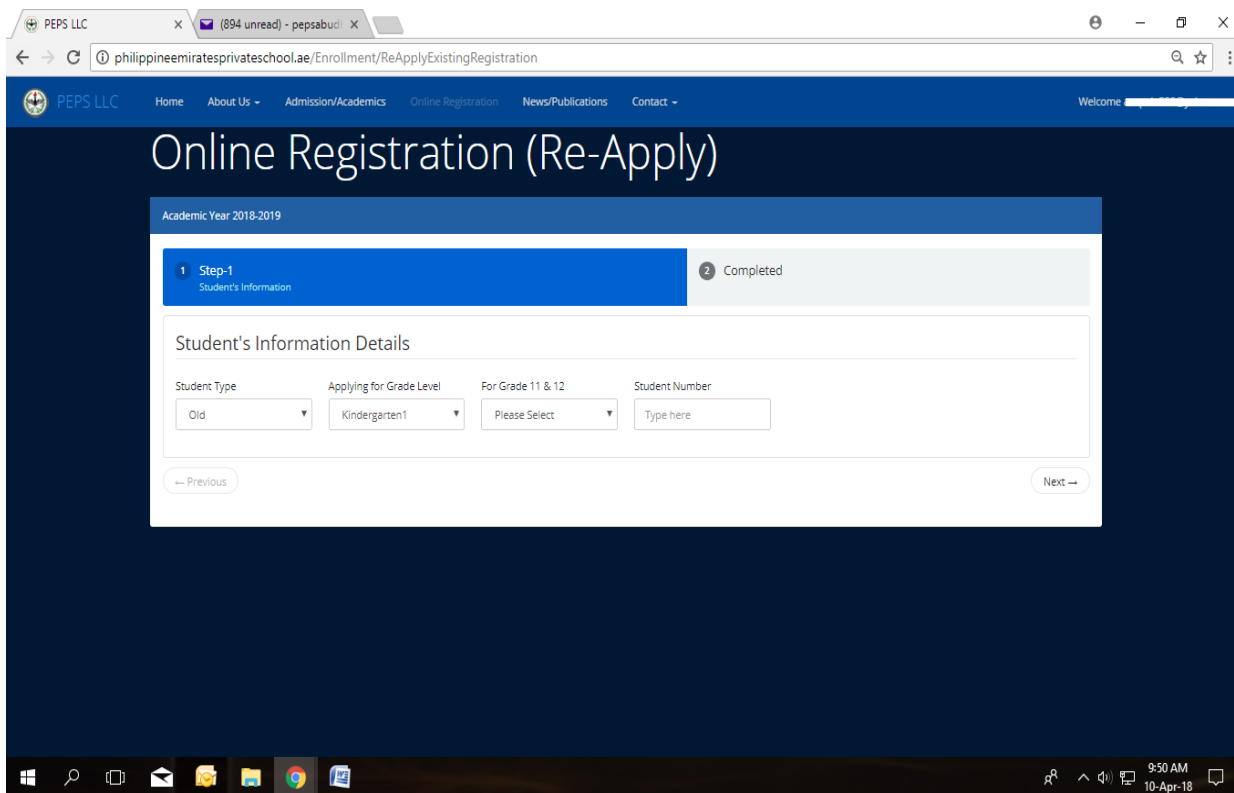 PEPS LLC
(894 unread) - pepsabud
philippineemiratesprivateschool.ae/Enrollment/ReApplyExistingRegistration
PEPS LLC Home About Us Admission/Academics Online Registration News/Publications Contact Welcome
Online Registration (Re-Apply)
Academic Year 2018-2019
1 Step-1
Student's Information
2 Completed
Student's Information Details
Student Type Applying for Grade Level For Grade 11 & 12 Student Number
Old Kindergarten1 Please Select Type here
← Previous Next →
9:50 AM
10-Apr-18